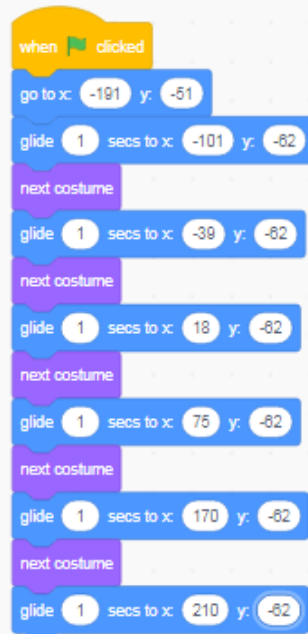 when clicked
go to x: -191 y: -51
glide 1 secs to x: -101 y: -62
next costume
glide 1 secs to x: -39 y: -62
next costume
glide 1 secs to x: 18 y: -62
next costume
glide 1 secs to x: 75 y: -62
next costume
glide 1 secs to x: 170 y: -62
next costume
glide 1 secs to x: 210 y: -62